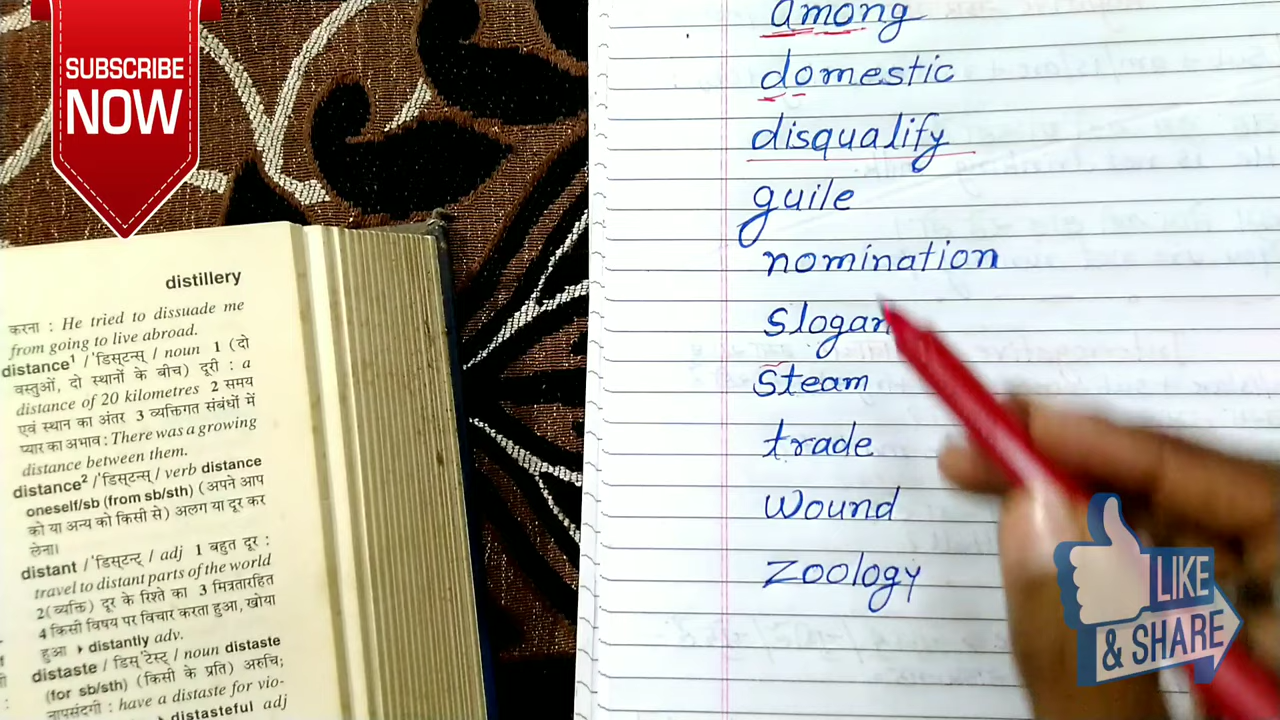 SUBSCRIBE
NOW
distillery
करना : He tried to dissuade me
from going to live abroad.
distance¹ / 'डिस्टन्स् / noun 1 (दो
वस्तुओं, दो स्थानों के बीच) दूरी : a
distance of 20 kilometres 2 समय
एवं स्थान का अंतर 3 व्यक्तिगत संबंधों में
प्यार का अभाव : There was a growing
distance between them.
distance² / 'डिस्टन्स् / verb distance
oneself/sb (from sb/sth) (अपने आप
को या अन्य को किसी से) अलग या दूर कर
लेना।
distant / 'डिस्टन्ट् / adj 1 बहुत दूर :
travel to distant parts of the world
2 (व्यक्ति) दूर के रिश्ते का 3 मित्रतारहित
4 किसी विषय पर विचार करता हुआ, खोया
हुआ ▸ distantly adv.
distaste / डिस्'टेस्ट् / noun distaste
(for sb/sth) (किसी के प्रति) अरुचि;
नापसंदगी : have a distaste for vio-
▸ distasteful adj
among
domestic
disqualify
guile
nomination
slogan
steam
trade
wound
zoology
LIKE
& SHARE